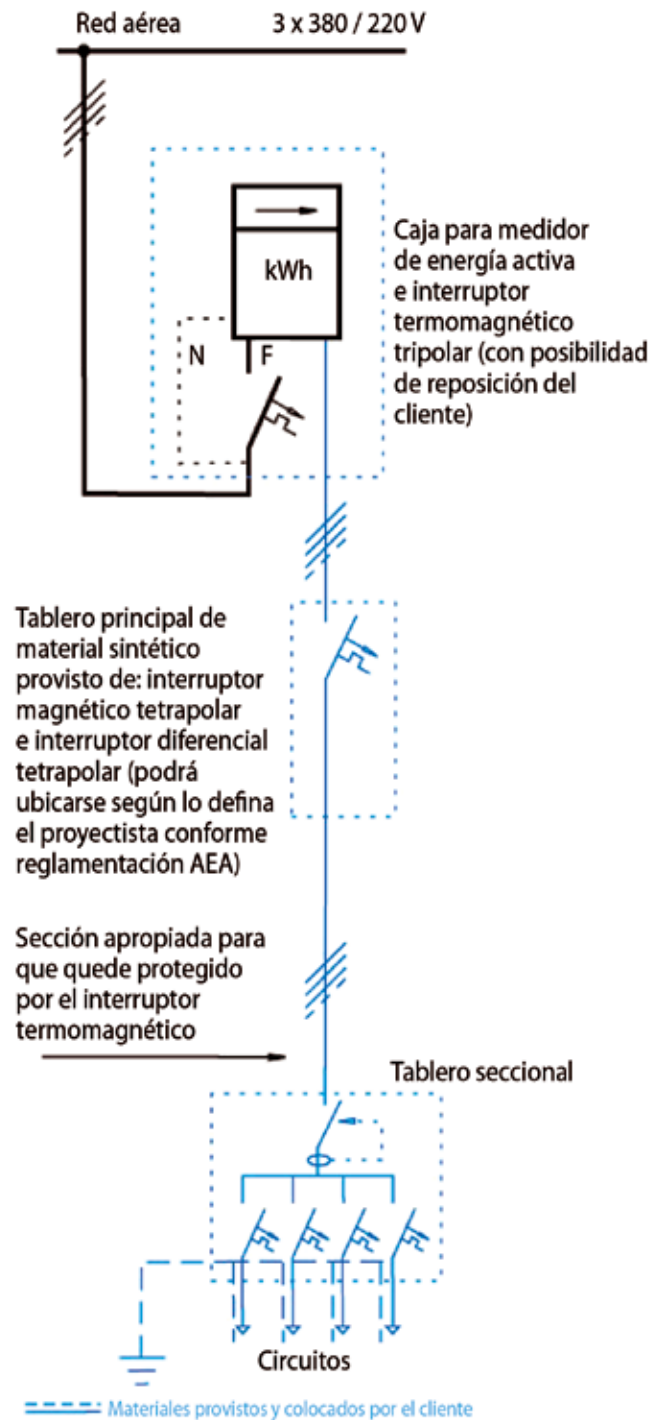 Red aérea 3 x 380 / 220 V
kWh
N F
Caja para medidor
de energía activa
e interruptor
termomagnético
tripolar (con posibilidad
de reposición del
cliente)
Tablero principal de
material sintético
provisto de: interruptor
magnético tetrapolar
e interruptor diferencial
tetrapolar (podrá
ubicarse según lo defina
el proyectista conforme
reglamentación AEA)
Sección apropiada para
que quede protegido
por el interruptor
termomagnético
Tablero seccional
Circuitos
Materiales provistos y colocados por el cliente